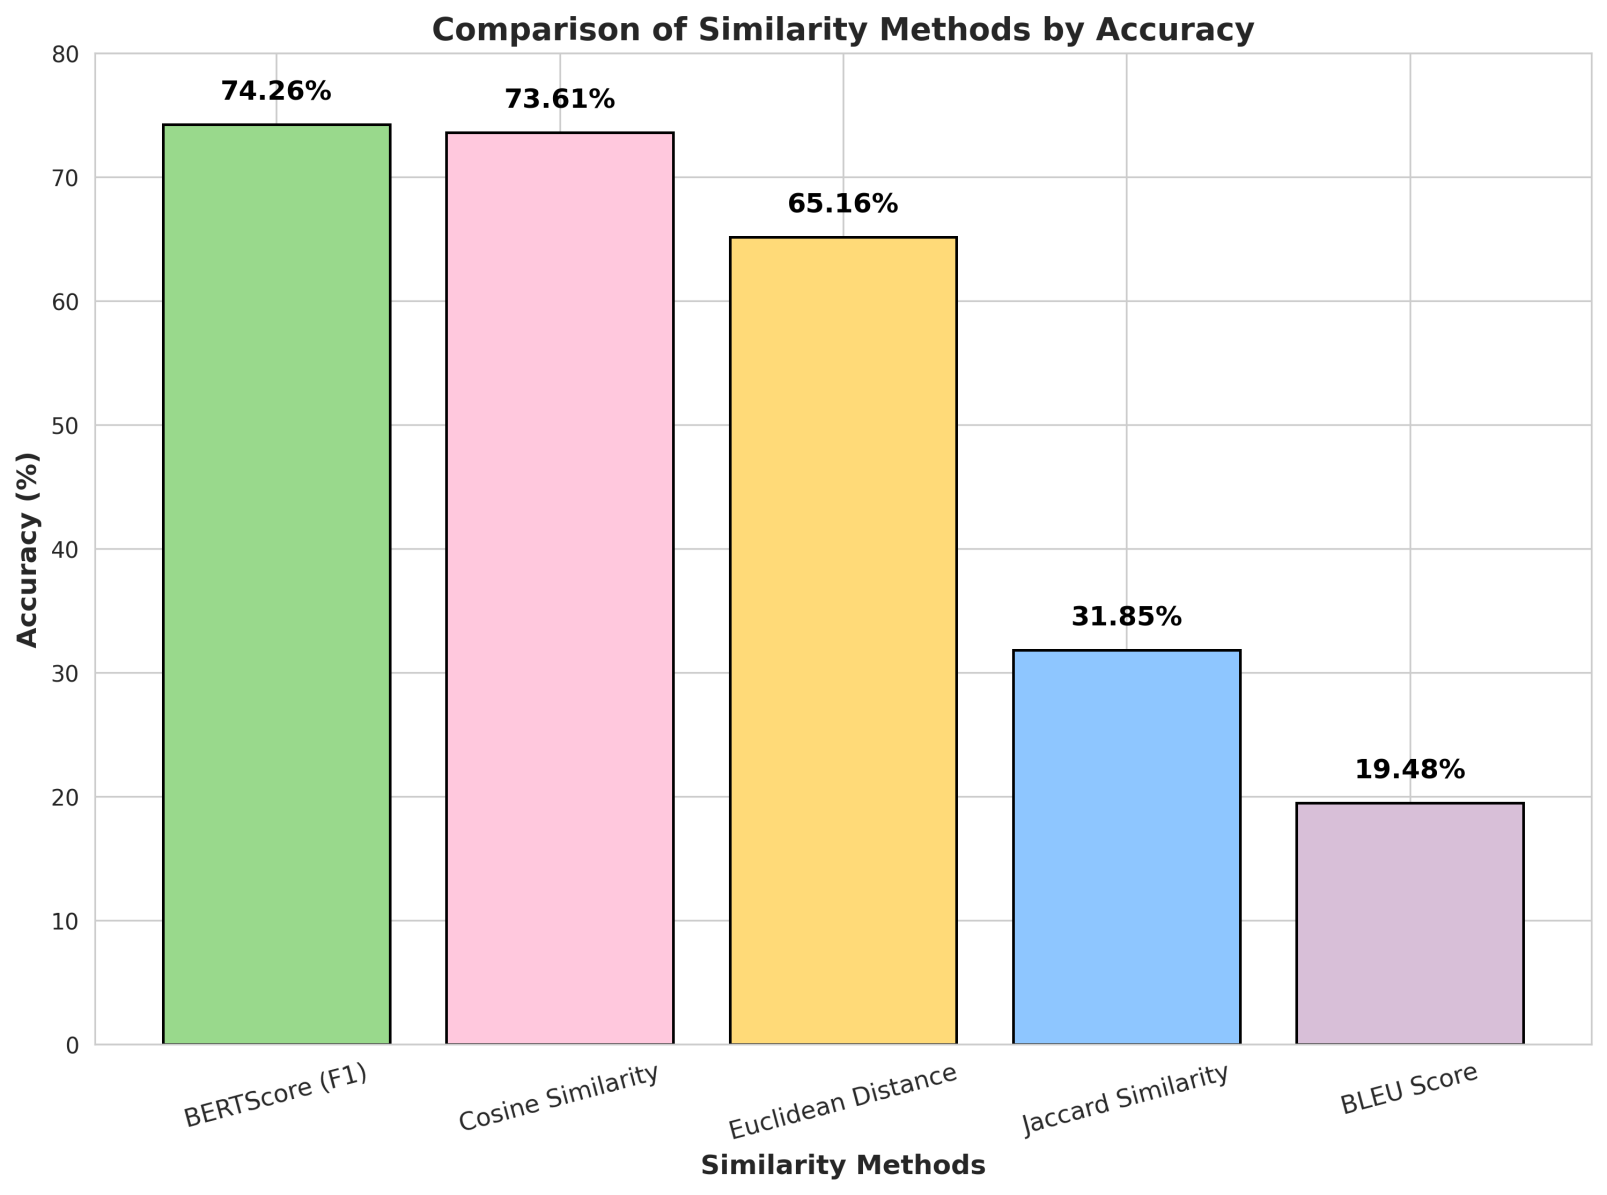 Comparison of Similarity Methods by Accuracy
80
70
60
50
40
30
20
10
0
Accuracy (%)
74.26%
73.61%
65.16%
31.85%
19.48%
BERTScore (F1)
Cosine Similarity
Euclidean Distance
Jaccard Similarity
BLEU Score
Similarity Methods